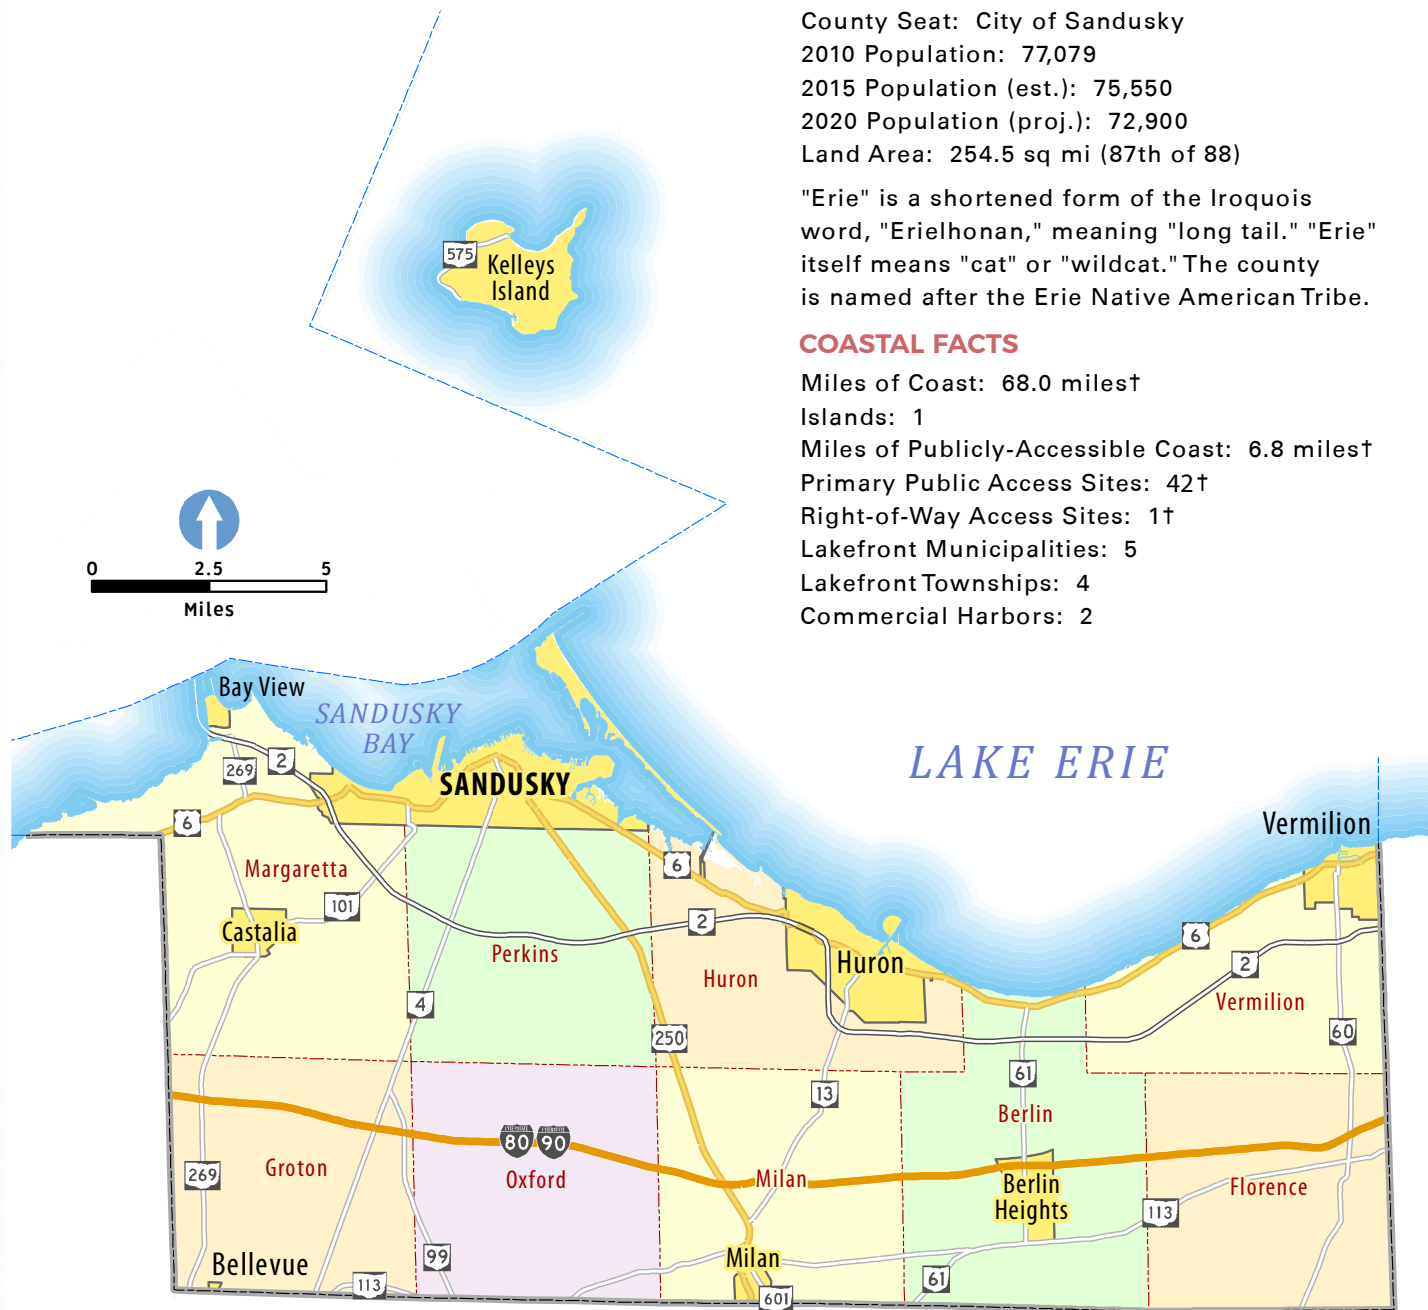 County Seat: City of Sandusky
2010 Population: 77,079
2015 Population (est.): 75,550
2020 Population (proj.): 72,900
Land Area: 254.5 sq mi (87th of 88)
"Erie" is a shortened form of the Iroquois
word, "Erielhonan," meaning "long tail." "Erie"
itself means "cat" or "wildcat." The county
is named after the Erie Native American Tribe.
COASTAL FACTS
Miles of Coast: 68.0 miles†
Islands: 1
Miles of Publicly-Accessible Coast: 6.8 miles†
Primary Public Access Sites: 42†
Right-of-Way Access Sites: 1†
Lakefront Municipalities: 5
Lakefront Townships: 4
Commercial Harbors: 2
575
Kelleys
Island
0 2.5 5
Miles
Bay View
SANDUSKY
BAY
LAKE ERIE
2
269
SANDUSKY
6
Vermilion
Margaretta
6
101
Castalia
2
6
Perkins
Huron
Huron
2
4
Vermilion
250
60
61
13
Berlin
80 90
INTERSTATE INTERSTATE
Groton
269
Oxford
Milan
Berlin
Heights
Florence
113
Bellevue
99
Milan
113
61
601